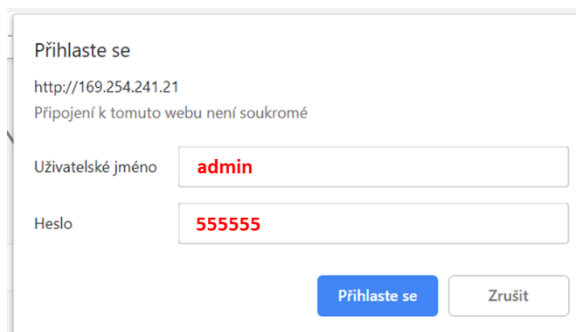 Přihlaste se
http://169.254.241.21
Připojení k tomuto webu není soukromé
Uživatelské jméno admin
Heslo 555555
Přihlaste se Zrušit